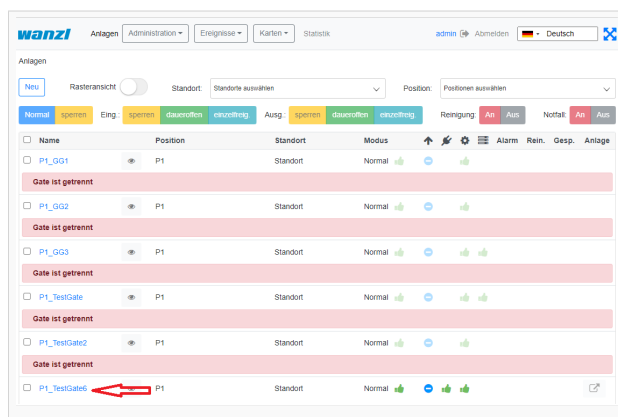 wanzl Anlagen Administration Ereignisse Karten Statistik admin Abmelden Deutsch
Anlagen
Neu Rasteransicht Standort: Standorte auswählen Position: Positionen auswählen
Normal sperren Eing.: sperren daueroffen einzelfreig. Ausg.: sperren daueroffen einzelfreig. Reinigung: An Aus Notfall: An Aus
Name Position Standort Modus Alarm Rein. Gesp. Anlage
P1_GG1 P1 Standort Normal
Gate ist getrennt
P1_GG2 P1 Standort Normal
Gate ist getrennt
P1_GG3 P1 Standort Normal
Gate ist getrennt
P1_TestGate P1 Standort Normal
Gate ist getrennt
P1_TestGate2 P1 Standort Normal
Gate ist getrennt
P1_TestGate6 P1 Standort Normal